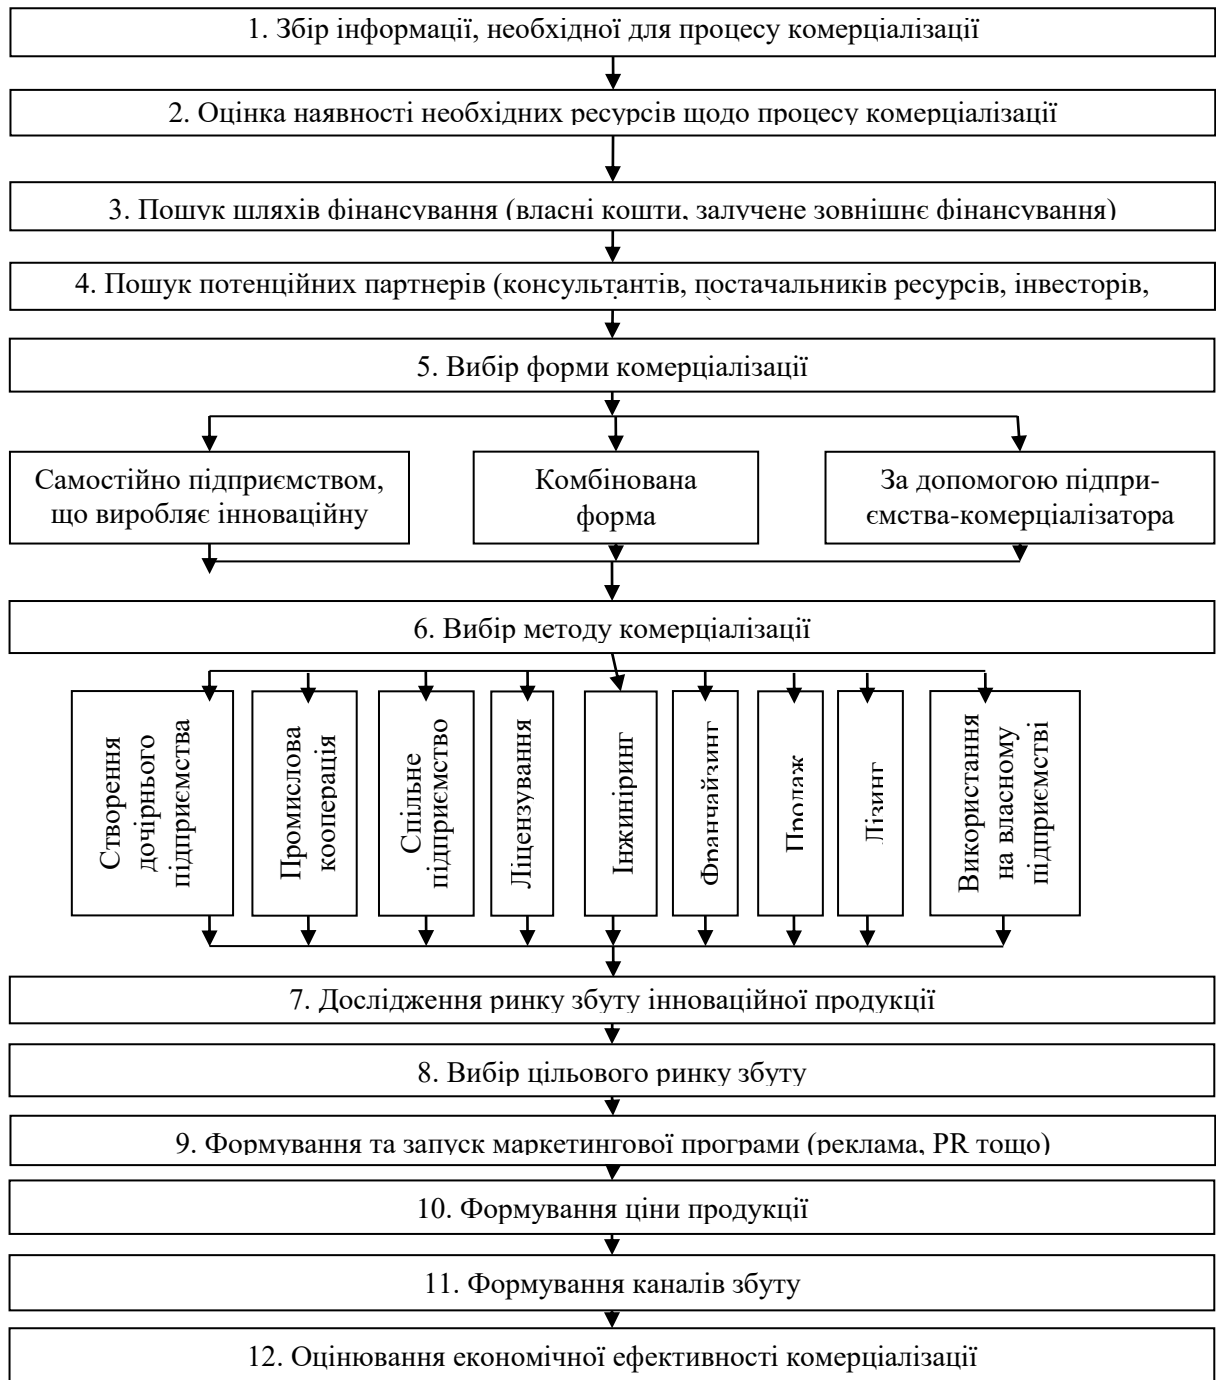 1. Збір інформації, необхідної для процесу комерціалізації
2. Оцінка наявності необхідних ресурсів щодо процесу комерціалізації
3. Пошук шляхів фінансування (власні кошти, залучене зовнішнє фінансування)
4. Пошук потенційних партнерів (консультантів, постачальників ресурсів, інвесторів,
5. Вибір форми комерціалізації
Самостійно підприємством,
що виробляє інноваційну
Комбінована
форма
За допомогою підпри-
ємства-комерціалізатора
6. Вибір методу комерціалізації
Створення
дочірнього
підприємства
Промислова
кооперація
Спільне
підприємство
Ліцензування
Інжиніринг
Франчайзинг
Продаж
Лізинг
Використання
на власному
підприємстві
7. Дослідження ринку збуту інноваційної продукції
8. Вибір цільового ринку збуту
9. Формування та запуск маркетингової програми (реклама, PR тощо)
10. Формування ціни продукції
11. Формування каналів збуту
12. Оцінювання економічної ефективності комерціалізації